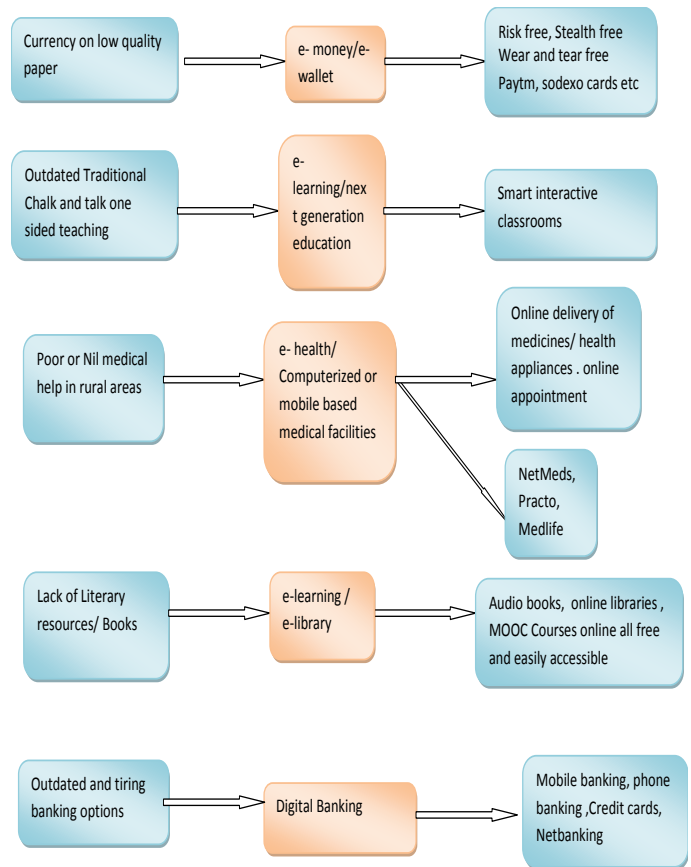 Currency on low quality
paper
e- money/e-
wallet
Risk free, Stealth free
Wear and tear free
Paytm, sodexo cards etc
Outdated Traditional
Chalk and talk one
sided teaching
e-
learning/nex
t generation
education
Smart interactive
classrooms
Poor or Nil medical
help in rural areas
e- health/
Computerized or
mobile based
medical facilities
Online delivery of
medicines/ health
appliances . online
appointment
NetMeds,
Practo,
Medlife
Lack of Literary
resources/ Books
e-learning /
e-library
Audio books, online libraries ,
MOOC Courses online all free
and easily accessible
Outdated and tiring
banking options
Digital Banking
Mobile banking, phone
banking ,Credit cards,
Netbanking